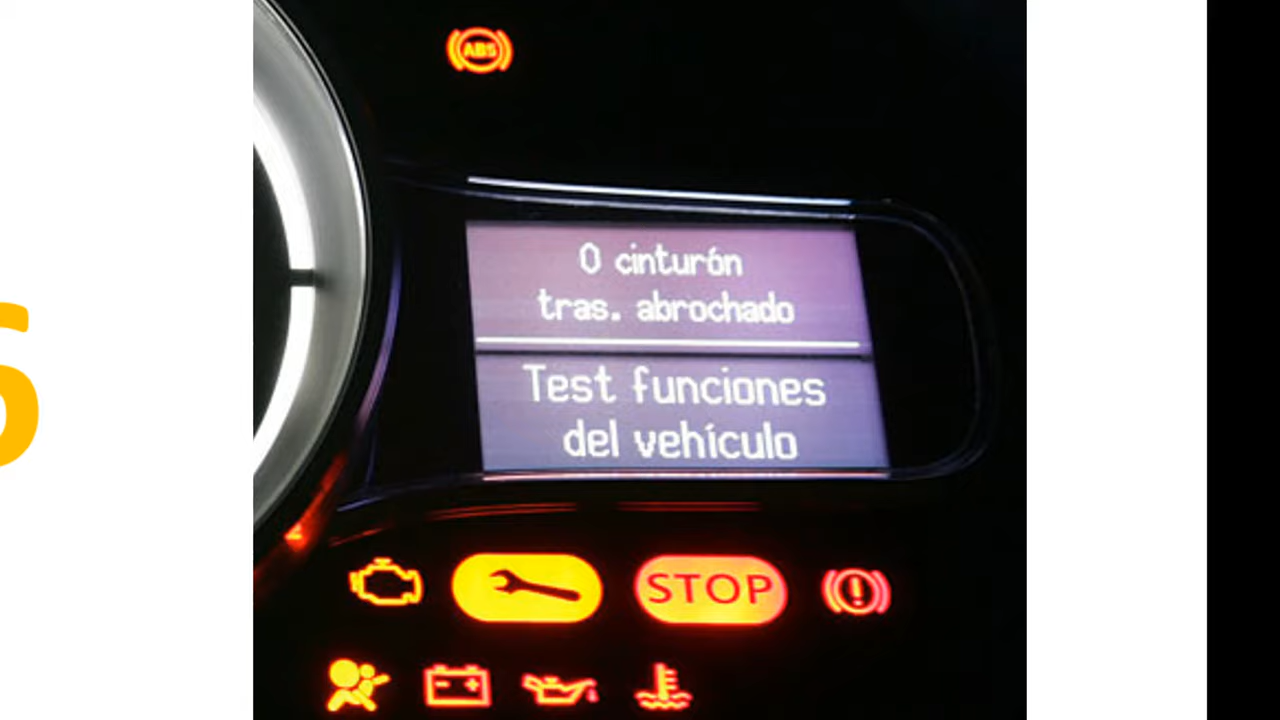 ABS
0 cinturón
tras. abrochado
Test funciones
del vehículo
STOP